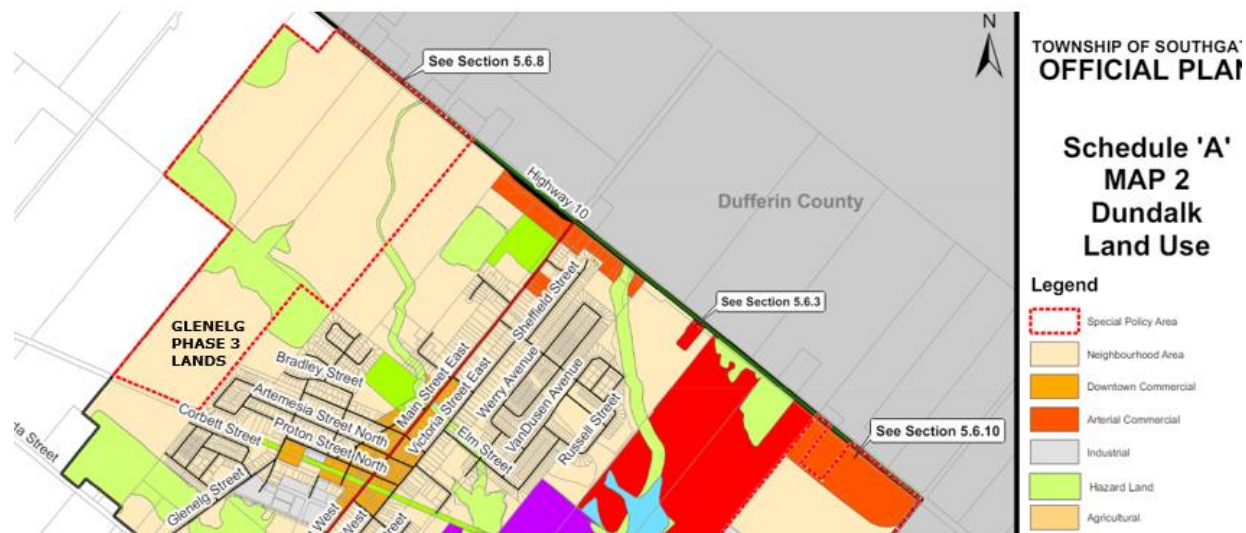 See Section 5.6.8
N
TOWNSHIP OF SOUTHGAT
OFFICIAL PLAN
Schedule 'A'
MAP 2
Dundalk
Land Use
Highway 10
Dufferin County
See Section 5.6.3
Legend
Special Policy Area
Neighbourhood Area
Downtown Commercial
Arterial Commercial
Industrial
Hazard Land
Agricultural
GLENELG
PHASE 3
LANDS
Sheffield Street
Bradley Street
Main Street East
Victoria Street East
Werry Avenue
VanDusen Avenue
Russell Street
Artemesia Street North
Corbett Street
Proton Street North
Elm Street
See Section 5.6.10
da Street
Glenelg Street
West
West
Street